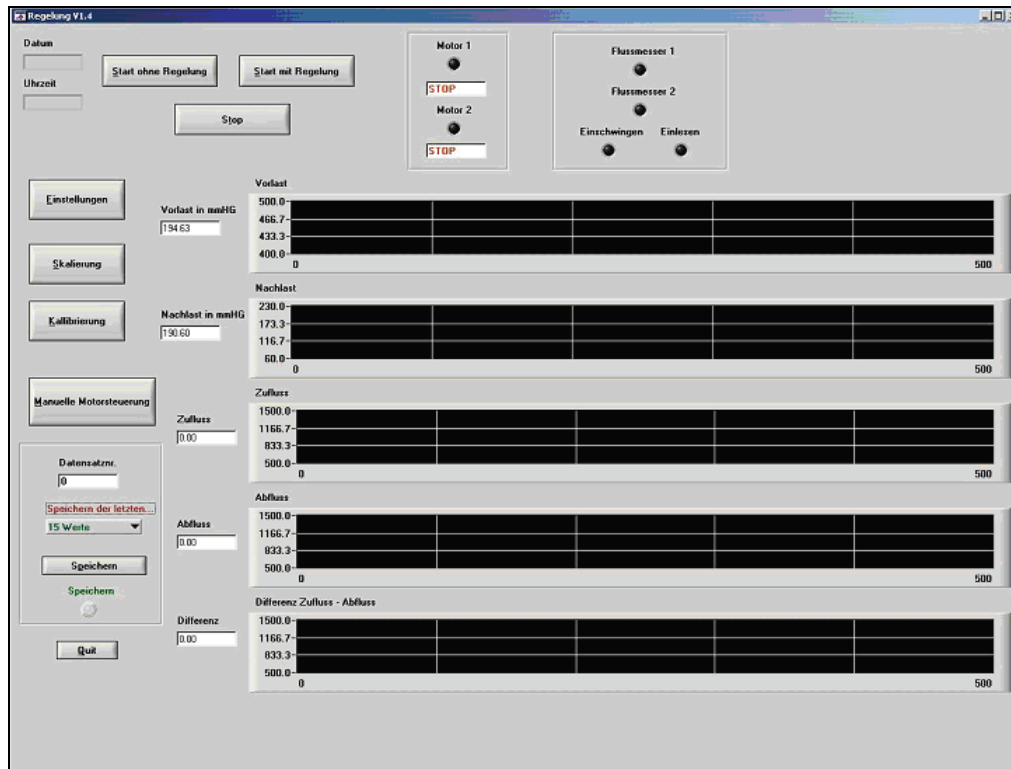 Regelung V1.4
Datum
Uhrzeit
Start ohne Regelung
Start mit Regelung
Stop
Motor 1
STOP
Motor 2
STOP
Flussmesser 1
Flussmesser 2
Einschwingen Einlesen
Einstellungen
Skalierung
Kallibrierung
Manuelle Motorsteuerung
Vorlast in mmHG
194.63
Vorlast
500.0
466.7
433.3
400.0
0 500
Nachlast in mmHG
190.60
Nachlast
230.0
173.3
116.7
60.0
0 500
Zufluss
0.00
Zufluss
1500.0
1166.7
833.3
500.0
0 500
Datensatznr.
0
Speichern der letzten...
15 Werte
Speichern
Speichern
Quit
Abfluss
0.00
Abfluss
1500.0
1166.7
833.3
500.0
0 500
Differenz
0.00
Differenz Zufluss - Abfluss
1500.0
1166.7
833.3
500.0
0 500